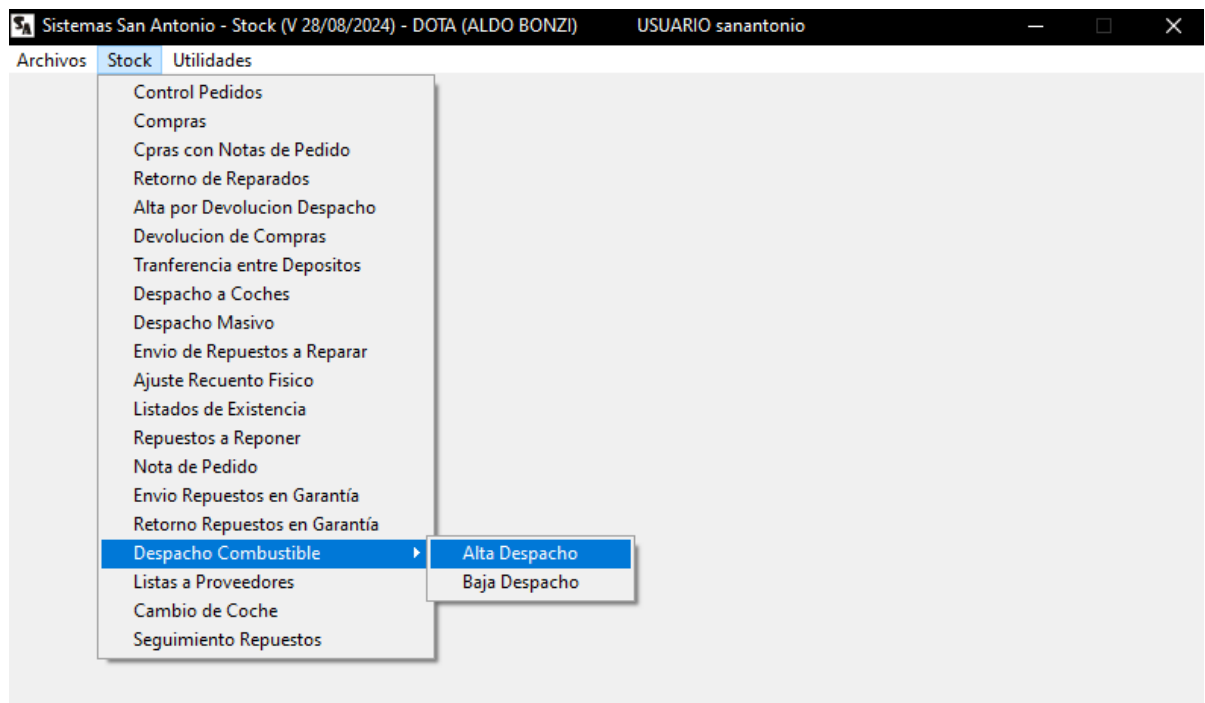 SA Sistemas San Antonio - Stock (V 28/08/2024) - DOTA (ALDO BONZI) USUARIO sanantonio
Archivos Stock Utilidades
Control Pedidos
Compras
Cpras con Notas de Pedido
Retorno de Reparados
Alta por Devolucion Despacho
Devolucion de Compras
Tranferencia entre Depositos
Despacho a Coches
Despacho Masivo
Envio de Repuestos a Reparar
Ajuste Recuento Fisico
Listados de Existencia
Repuestos a Reponer
Nota de Pedido
Envio Repuestos en Garantía
Retorno Repuestos en Garantía
Despacho Combustible Alta Despacho
Listas a Proveedores Baja Despacho
Cambio de Coche
Seguimiento Repuestos